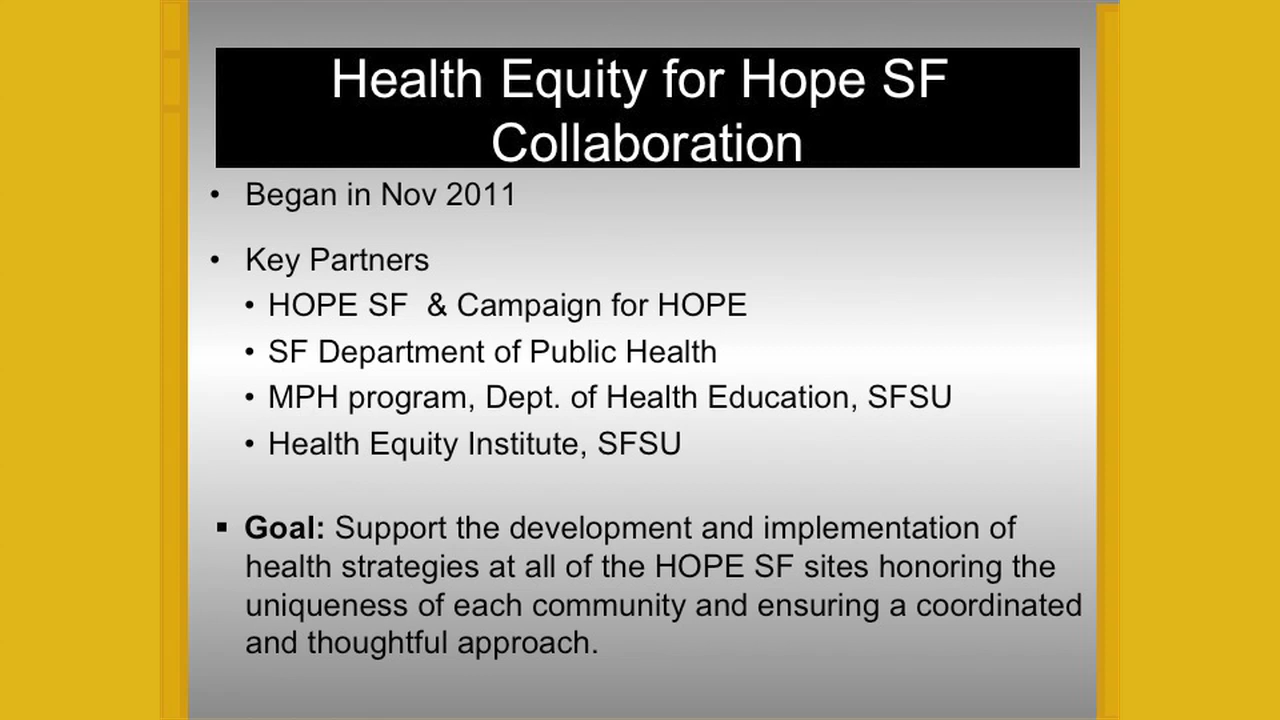 Health Equity for Hope SF
Collaboration
• Began in Nov 2011
• Key Partners
• HOPE SF & Campaign for HOPE
• SF Department of Public Health
• MPH program, Dept. of Health Education, SFSU
• Health Equity Institute, SFSU
▪ Goal: Support the development and implementation of
health strategies at all of the HOPE SF sites honoring the
uniqueness of each community and ensuring a coordinated
and thoughtful approach.